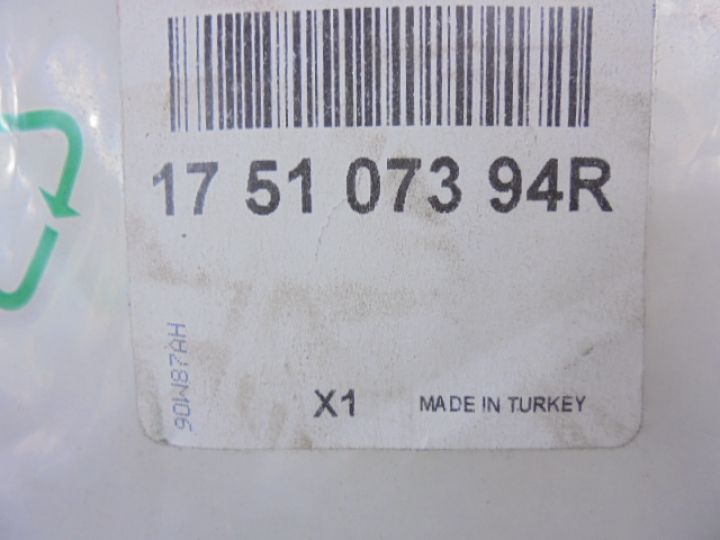 17 51 073 94R
90W87AH
X1
MADE IN TURKEY